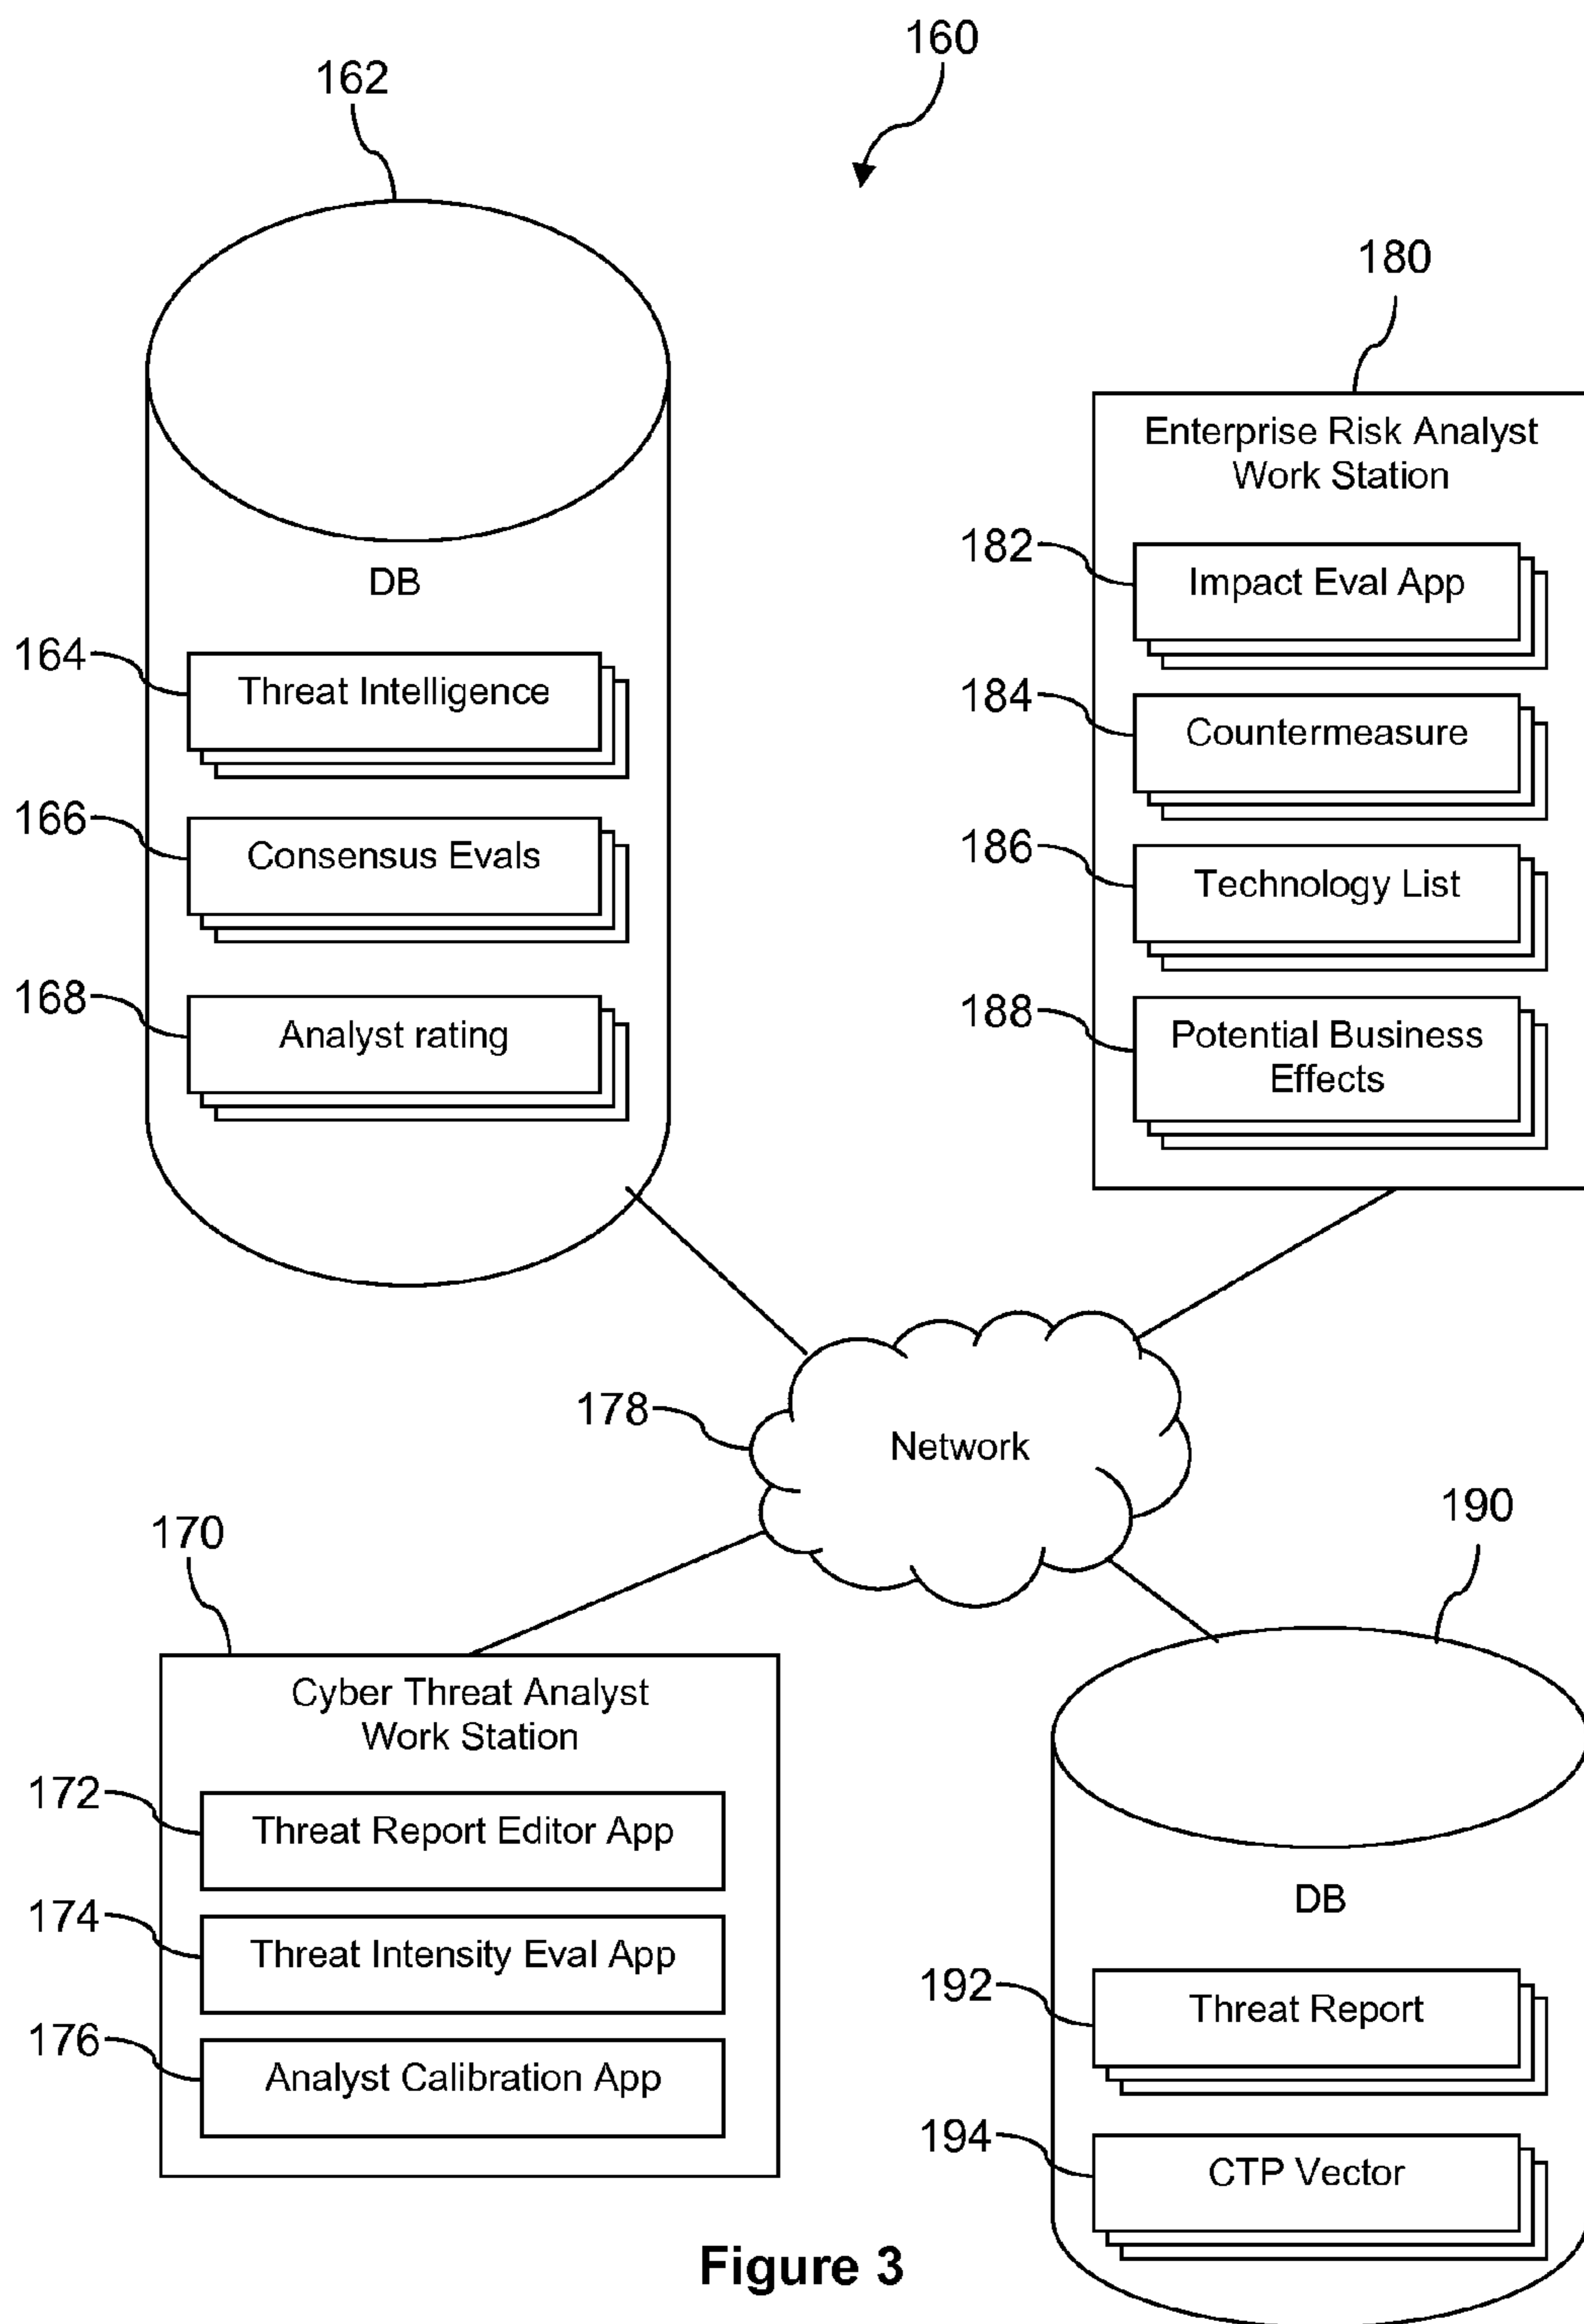 160
162
DB
164
Threat Intelligence
166
Consensus Evals
168
Analyst rating
180
Enterprise Risk Analyst
Work Station
182
Impact Eval App
184
Countermeasure
186
Technology List
188
Potential Business
Effects
178
Network
170
Cyber Threat Analyst
Work Station
172
Threat Report Editor App
174
Threat Intensity Eval App
176
Analyst Calibration App
190
DB
192
Threat Report
194
CTP Vector
Figure 3